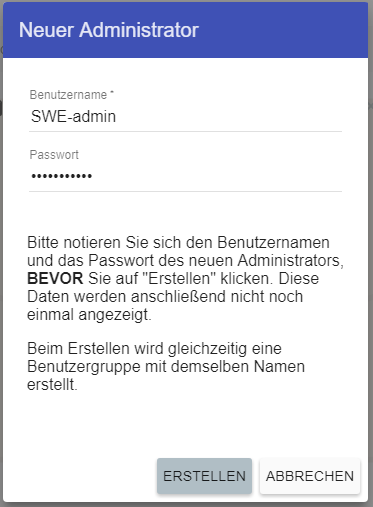 Neuer Administrator
Benutzername *
SWE-admin
Passwort
•••••••••••
Bitte notieren Sie sich den Benutzernamen
und das Passwort des neuen Administrators,
BEVOR Sie auf "Erstellen" klicken. Diese
Daten werden anschließend nicht noch
einmal angezeigt.
Beim Erstellen wird gleichzeitig eine
Benutzergruppe mit demselben Namen
erstellt.
ERSTELLEN ABBRECHEN